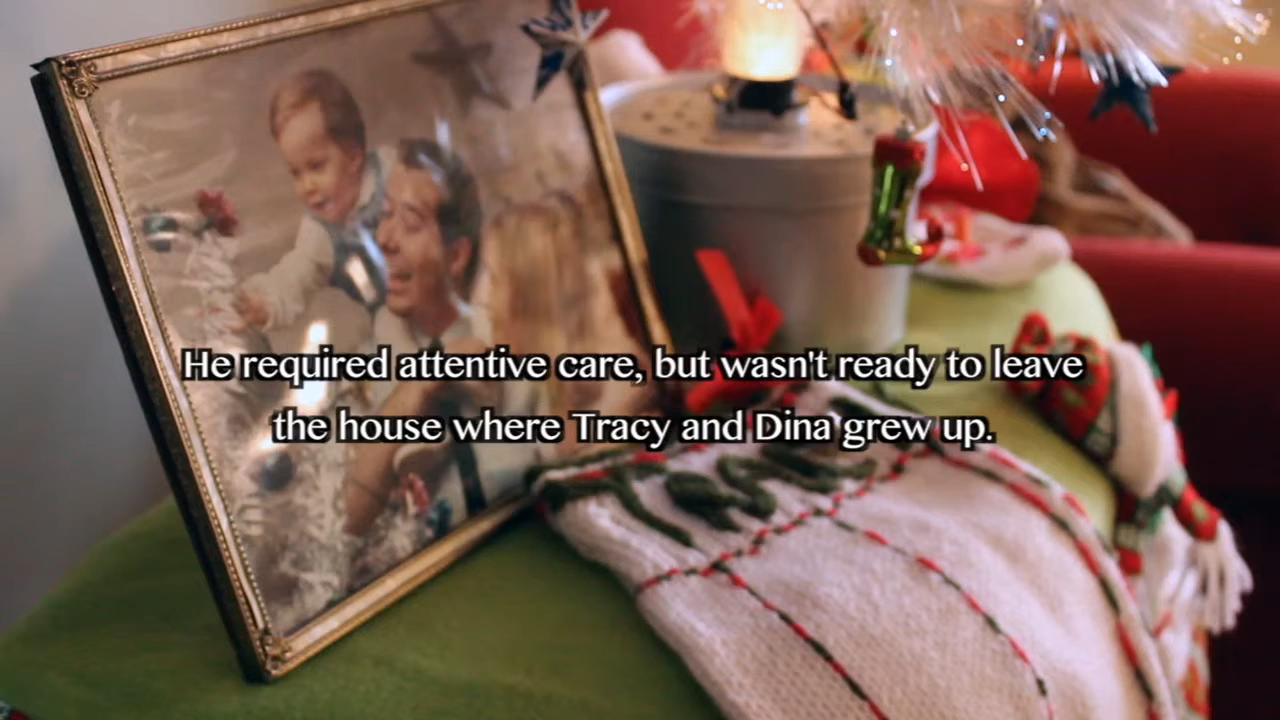 He required attentive care, but wasn't ready to leave
the house where Tracy and Dina grew up.